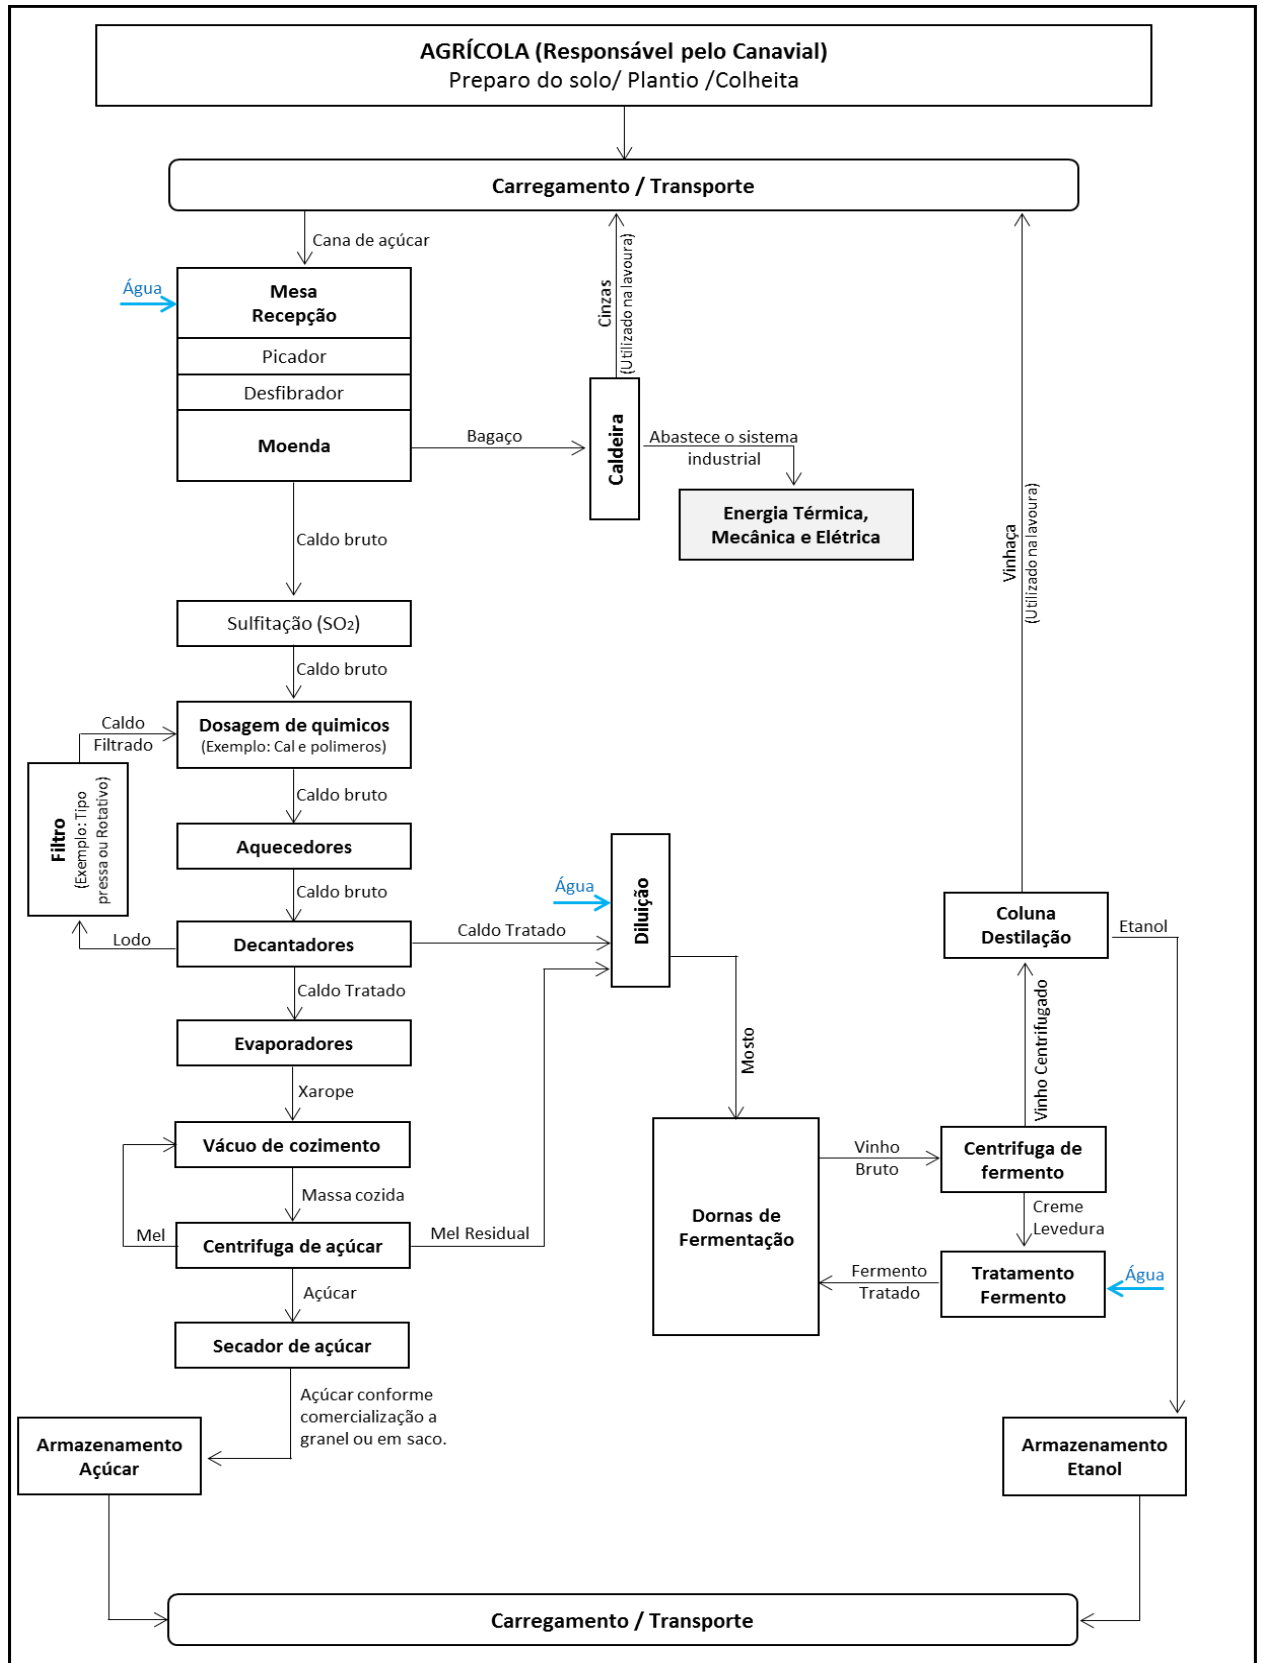 AGRÍCOLA (Responsável pelo Canavial)
Preparo do solo/ Plantio /Colheita
Carregamento / Transporte
Cana de açúcar
Água
Mesa
Recepção
Picador
Desfibrador
Moenda
Bagaço
Caldeira
Cinzas
(Utilizado na lavoura)
Abastece o sistema
industrial
Energia Térmica,
Mecânica e Elétrica
Vinhaça
(Utilizado na lavoura)
Caldo bruto
Sulfitação (SO₂)
Caldo bruto
Dosagem de quimicos
(Exemplo: Cal e polimeros)
Caldo
Filtrado
Filtro
(Exemplo: Tipo
pressa ou Rotativo)
Caldo bruto
Aquecedores
Caldo bruto
Lodo
Decantadores
Caldo Tratado
Água
Diluição
Caldo Tratado
Evaporadores
Xarope
Vácuo de cozimento
Massa cozida
Mel
Centrifuga de açúcar
Mel Residual
Açúcar
Secador de açúcar
Açúcar conforme
comercialização a
granel ou em saco.
Armazenamento
Açúcar
Mosto
Dornas de
Fermentação
Vinho
Bruto
Centrifuga de
fermento
Vinho Centrifugado
Coluna
Destilação
Etanol
Creme
Levedura
Tratamento
Fermento
Água
Fermento
Tratado
Armazenamento
Etanol
Carregamento / Transporte